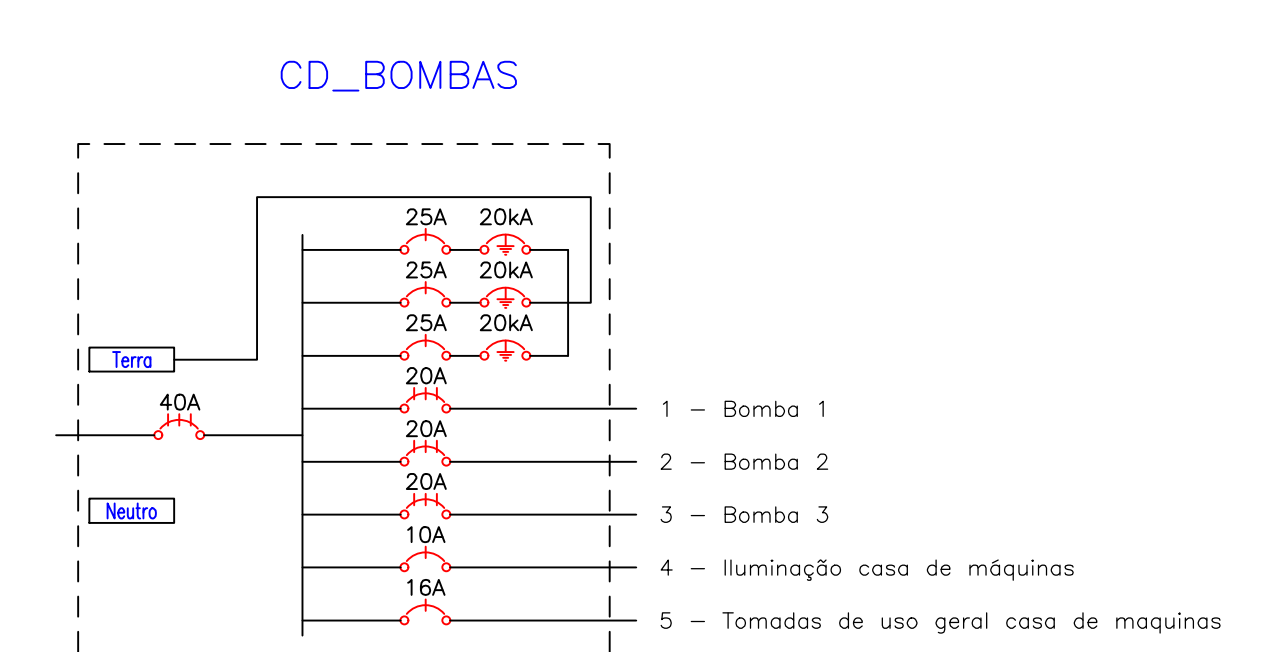 CD_BOMBAS
25A 20kA
25A 20kA
25A 20kA
Terra
20A
40A
1 - Bomba 1
20A
2 - Bomba 2
20A
Neutro
3 - Bomba 3
10A
4 - Iluminação casa de máquinas
16A
5 - Tomadas de uso geral casa de maquinas